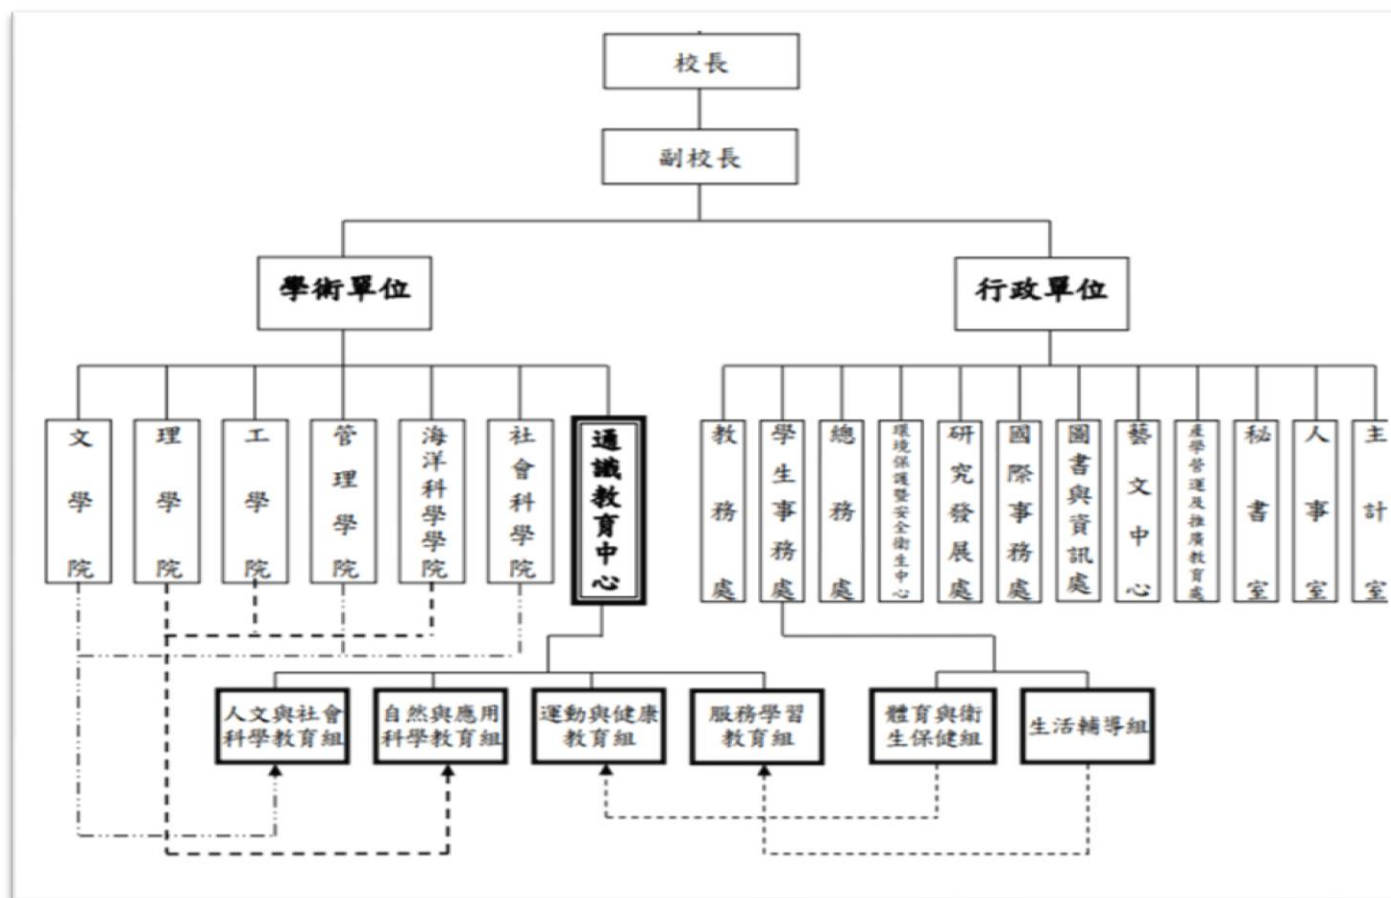 校長
副校長
學術單位
行政單位
文學院
理學院
工學院
管理學院
海洋科學學院
社會科學院
通識教育中心
教務處
學生事務處
總務處
環境保護暨安全衛生中心
研究發展處
國際事務處
圖書與資訊處
藝文中心
產學營運及推廣教育處
秘書室
人事室
主計室
人文與社會
科學教育組
自然與應用
科學教育組
運動與健康
教育組
服務學習
教育組
體育與衛
生保健組
生活輔導組